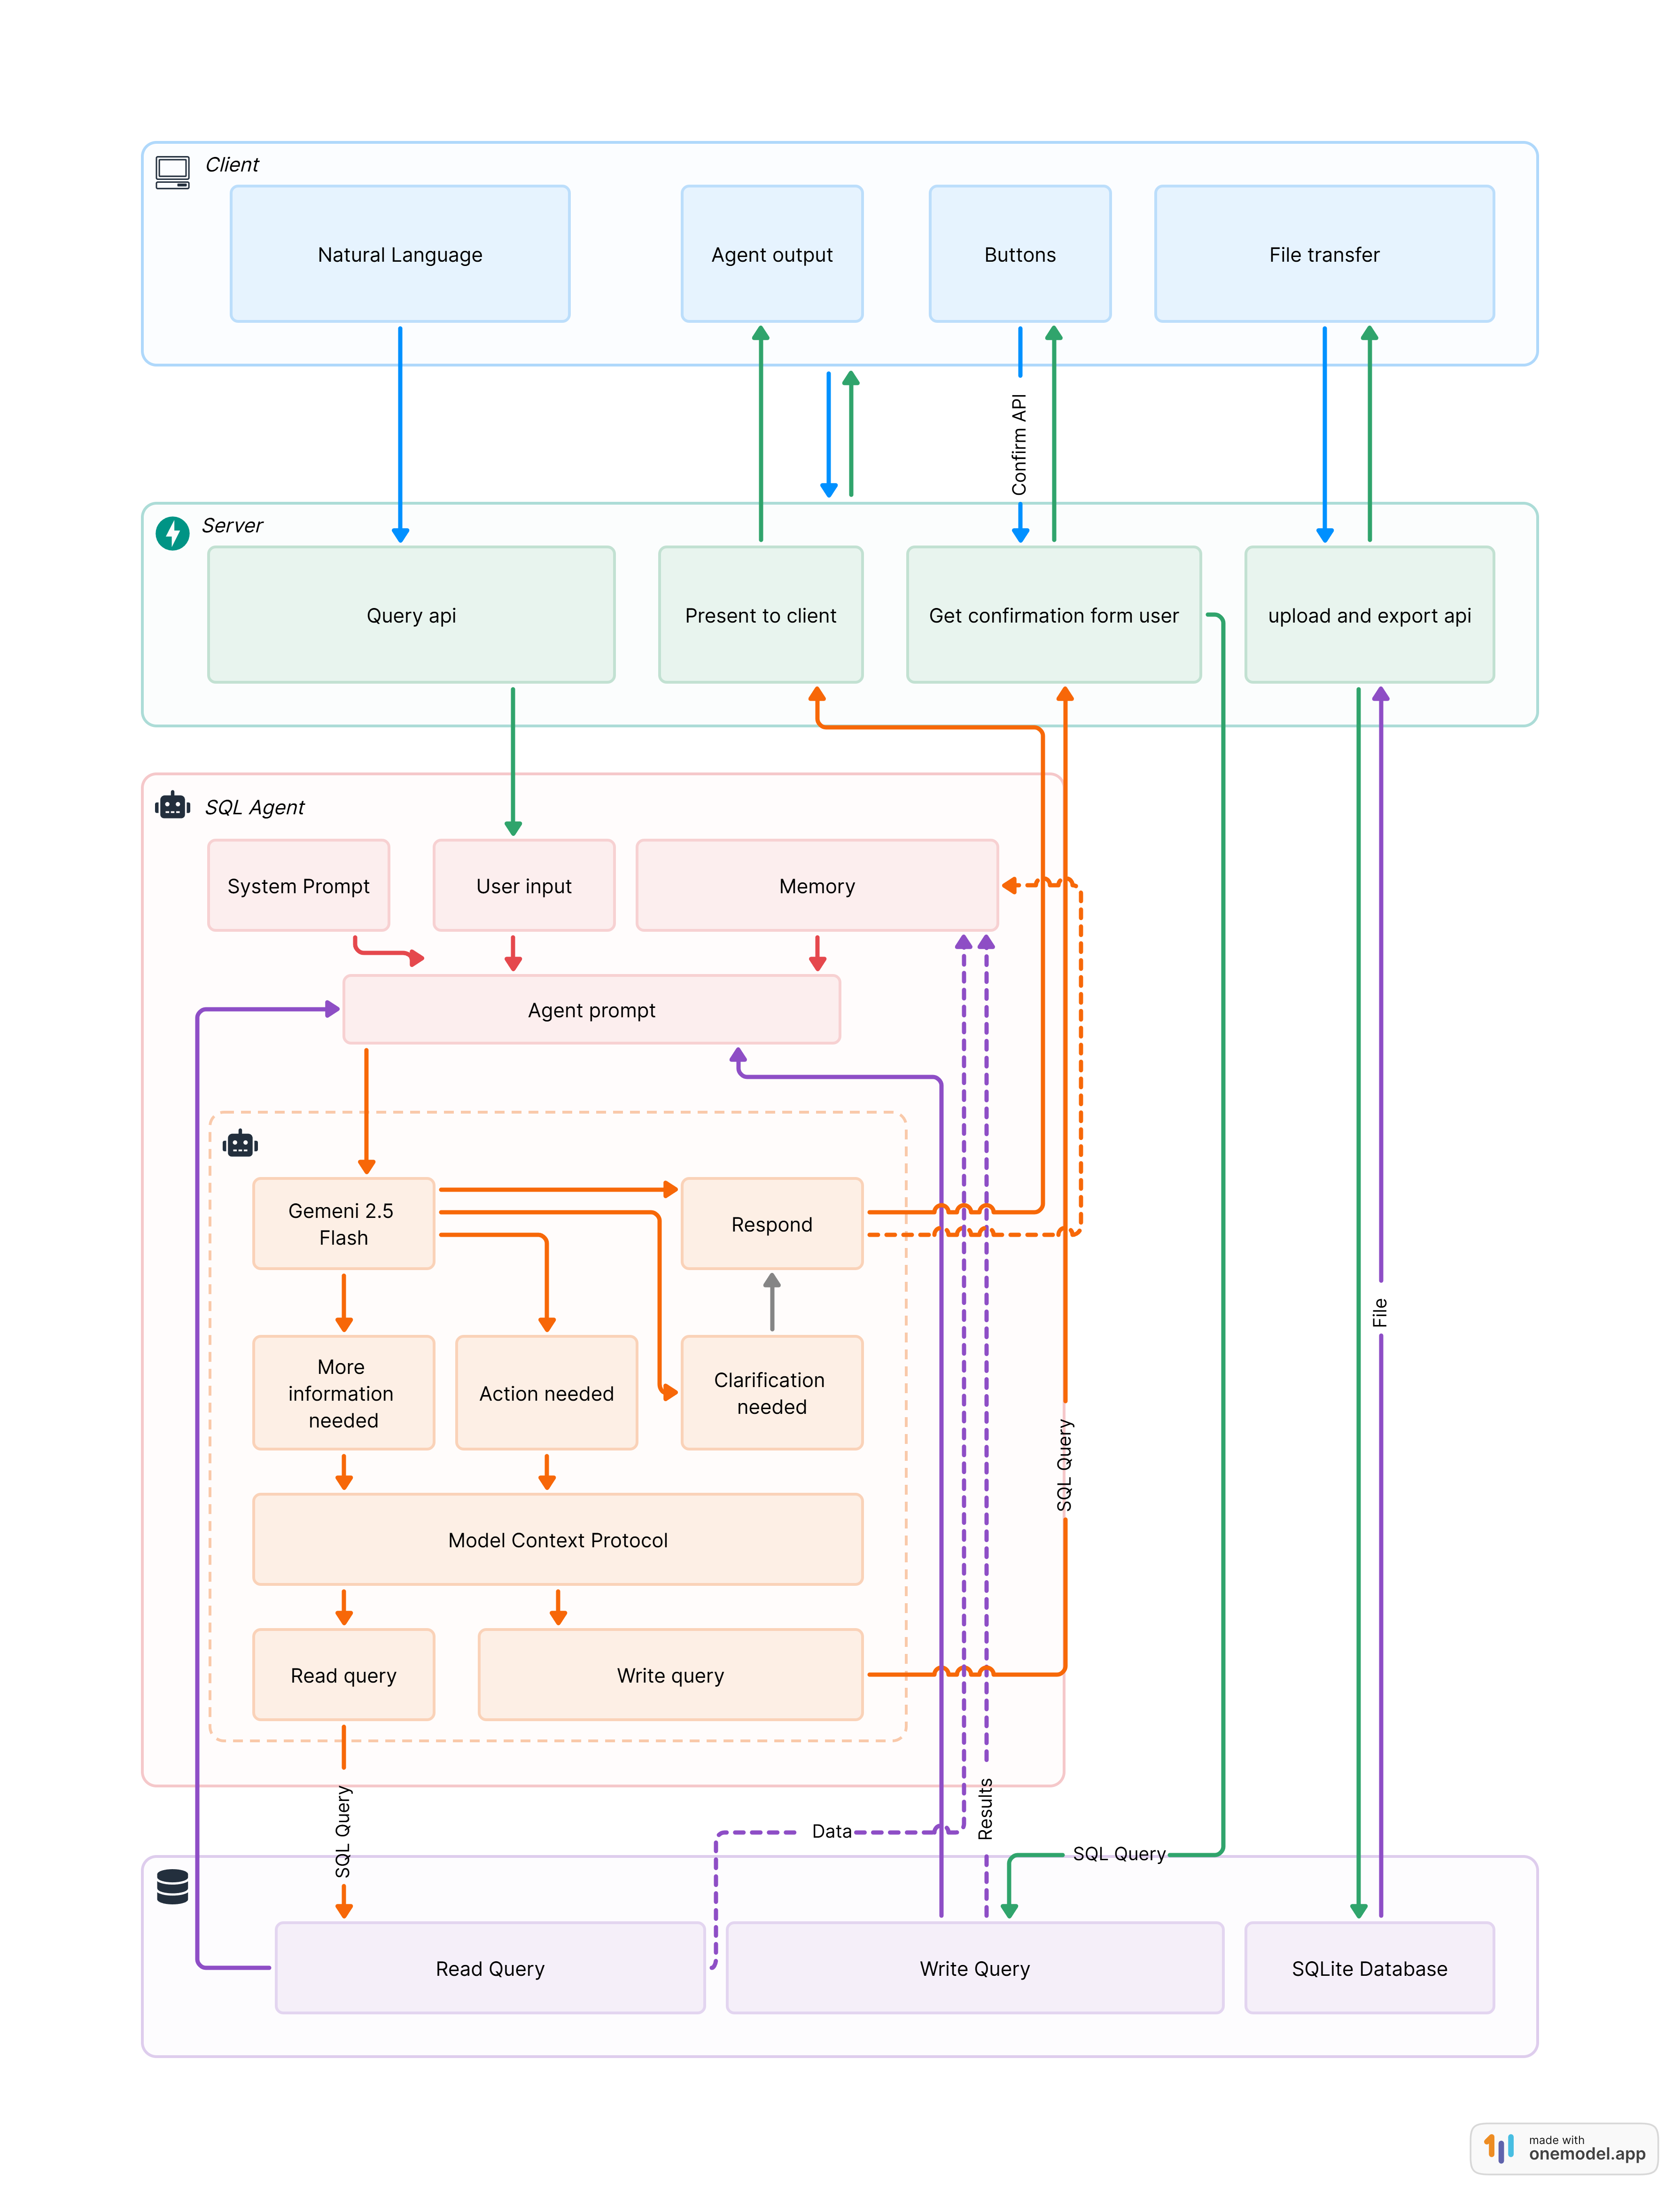 Client
Natural Language
Agent output
Buttons
File transfer
Confirm API
Server
Query api
Present to client
Get confirmation form user
upload and export api
SQL Agent
System Prompt
User input
Memory
Agent prompt
Gemeni 2.5
Flash
Respond
File
More
information
needed
Action needed
Clarification
needed
SQL Query
Model Context Protocol
Read query
Write query
SQL Query
Data
Results
SQL Query
Read Query
Write Query
SQLite Database
made with
onemodel.app